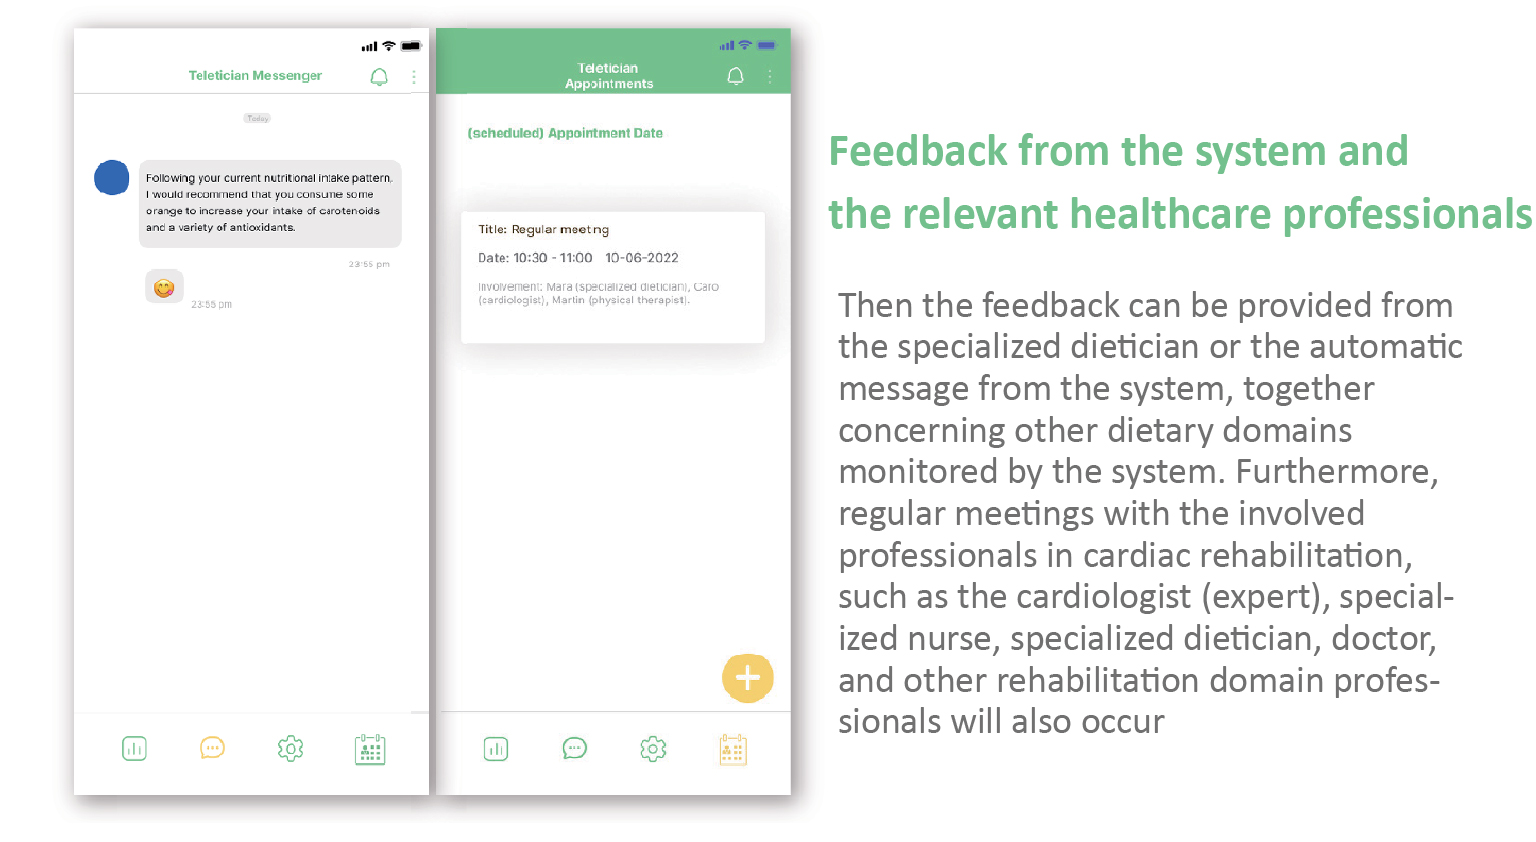 Teletician Messenger
Today
Following your current nutritional intake pattern,
I would recommend that you consume some
orange to increase your intake of carotenoids
and a variety of antioxidants.
23:55 pm
23:55 pm
Teletician
Appointments
(scheduled) Appointment Date
Title: Regular meeting
Date: 10:30 - 11:00 10-06-2022
Involvement: Mara (specialized dietician), Caro
(cardiologist), Martin (physical therapist).
Feedback from the system and
the relevant healthcare professionals
Then the feedback can be provided from
the specialized dietician or the automatic
message from the system, together
concerning other dietary domains
monitored by the system. Furthermore,
regular meetings with the involved
professionals in cardiac rehabilitation,
such as the cardiologist (expert), special-
ized nurse, specialized dietician, doctor,
and other rehabilitation domain profes-
sionals will also occur